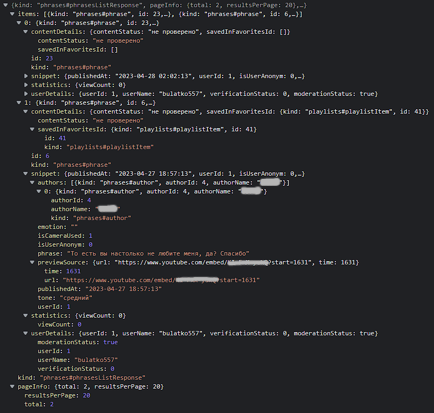 {kind: "phrases#phrasesListResponse", pageInfo: {total: 2, resultsPerPage: 20},…}
items: [{kind: "phrases#phrase", id: 23,…}, {kind: "phrases#phrase", id: 6,…}]
0: {kind: "phrases#phrase", id: 23,…}
contentDetails: {contentStatus: "не проверено", savedInFavoritesId: []}
contentStatus: "не проверено"
savedInFavoritesId: []
id: 23
kind: "phrases#phrase"
snippet: {publishedAt: "2023-04-28 02:02:13", userId: 1, isUserAnonym: 0,…}
statistics: {viewCount: 0}
userDetails: {userId: 1, userName: "bulatko557", verificationStatus: 0, moderationStatus: true}
1: {kind: "phrases#phrase", id: 6,…}
contentDetails: {contentStatus: "не проверено", savedInFavoritesId: {kind: "playlists#playlistItem", id: 41}}
contentStatus: "не проверено"
savedInFavoritesId: {kind: "playlists#playlistItem", id: 41}
id: 41
kind: "playlists#playlistItem"
id: 6
kind: "phrases#phrase"
snippet: {publishedAt: "2023-04-27 18:57:13", userId: 1, isUserAnonym: 0,…}
authors: [{kind: "phrases#author", authorId: 4, authorName: " "}]
0: {kind: "phrases#author", authorId: 4, authorName: " "}
authorId: 4
authorName: " "
kind: "phrases#author"
emotion: ""
isCameraUsed: 1
isUserAnonym: 0
phrase: "То есть вы настолько не любите меня, да? Спасибо"
previewSource: {url: "https://www.youtube.com/embed/ ?start=1631", time: 1631}
time: 1631
url: "https://www.youtube.com/embed/ start=1631"
publishedAt: "2023-04-27 18:57:13"
tone: "средний"
userId: 1
statistics: {viewCount: 0}
viewCount: 0
userDetails: {userId: 1, userName: "bulatko557", verificationStatus: 0, moderationStatus: true}
moderationStatus: true
userId: 1
userName: "bulatko557"
verificationStatus: 0
kind: "phrases#phrasesListResponse"
pageInfo: {total: 2, resultsPerPage: 20}
resultsPerPage: 20
total: 2